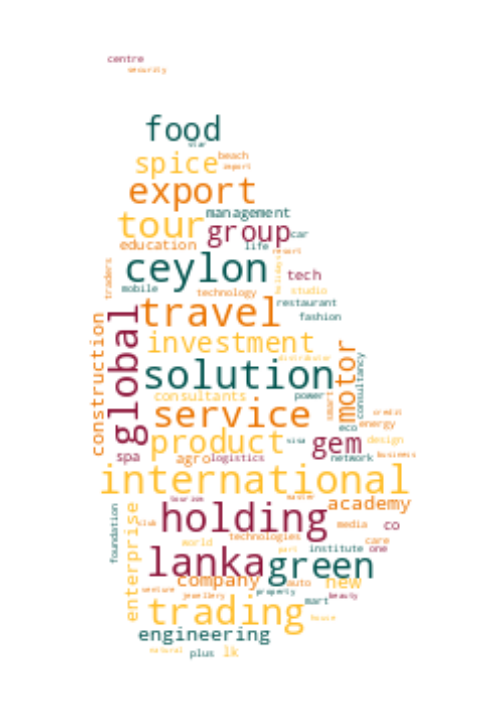 centre
security
food
star
spice
beach
import
export
tour
management
group
car
education
life
resort
ceylon
holidays
tech
traders
mobile
technology
studio
restaurant
travel
fashion
global
construction
investment
distributor
solution
motor
consultancy
consultants
power
smart
service
credit
energy
eco
product
visa
gem
design
spa
agro
logistics
network
business
international
tourism
master
holding
academy
foundation
enterprise
club
media
co
technologies
world
care
lanka
part
institute
one
green
company
auto
new
venture
property
jewellery
mart
beauty
trading
house
engineering
natural
plus
lk